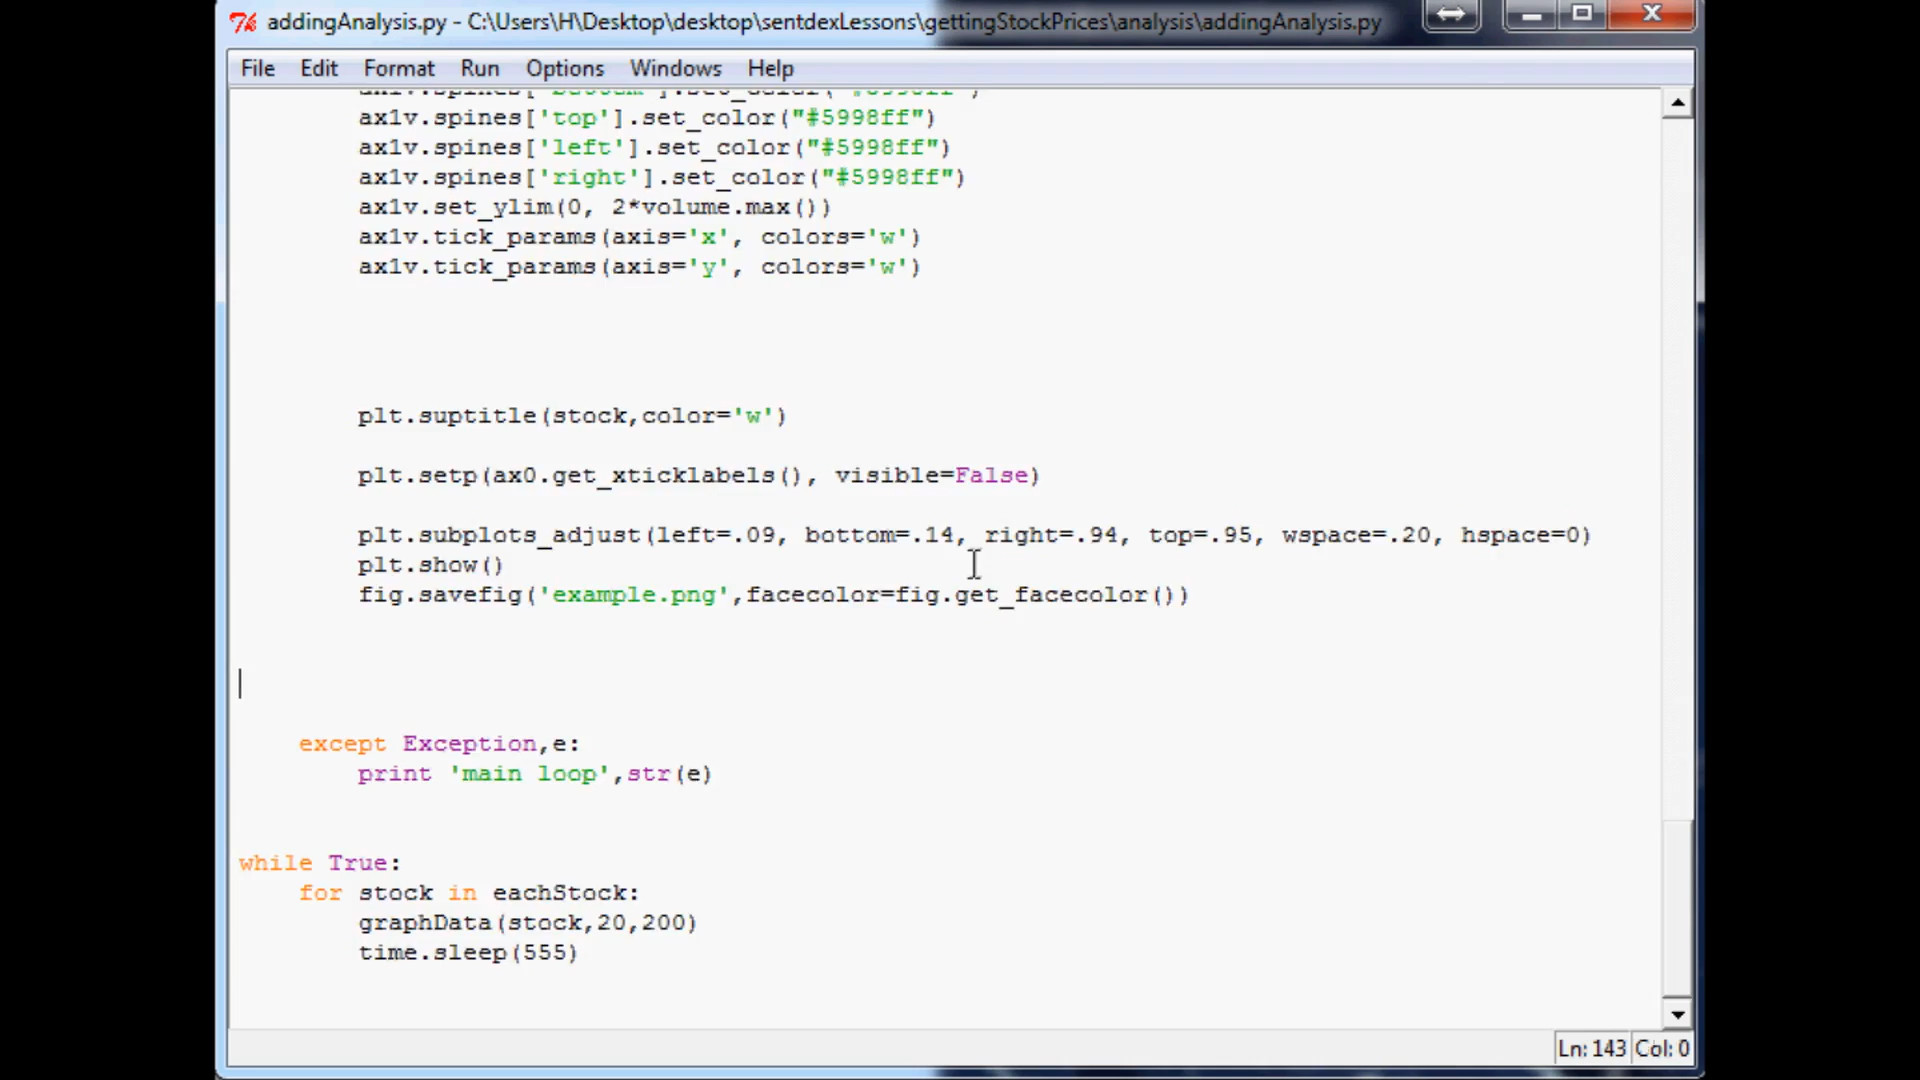 addingAnalysis.py - C:\Users\H\Desktop\desktop\sentdexLessons\gettingStockPrices\analysis\addingAnalysis.py
File Edit Format Run Options Windows Help
ax1v.spines['top'].set_color("#5998ff")
ax1v.spines['left'].set_color("#5998ff")
ax1v.spines['right'].set_color("#5998ff")
ax1v.set_ylim(0, 2*volume.max())
ax1v.tick_params(axis='x', colors='w')
ax1v.tick_params(axis='y', colors='w')
plt.suptitle(stock,color='w')
plt.setp(ax0.get_xticklabels(), visible=False)
plt.subplots_adjust(left=.09, bottom=.14, right=.94, top=.95, wspace=.20, hspace=0)
plt.show()
fig.savefig('example.png',facecolor=fig.get_facecolor())
except Exception,e:
print 'main loop',str(e)
while True:
for stock in eachStock:
graphData(stock,20,200)
time.sleep(555)
Ln: 143 Col: 0